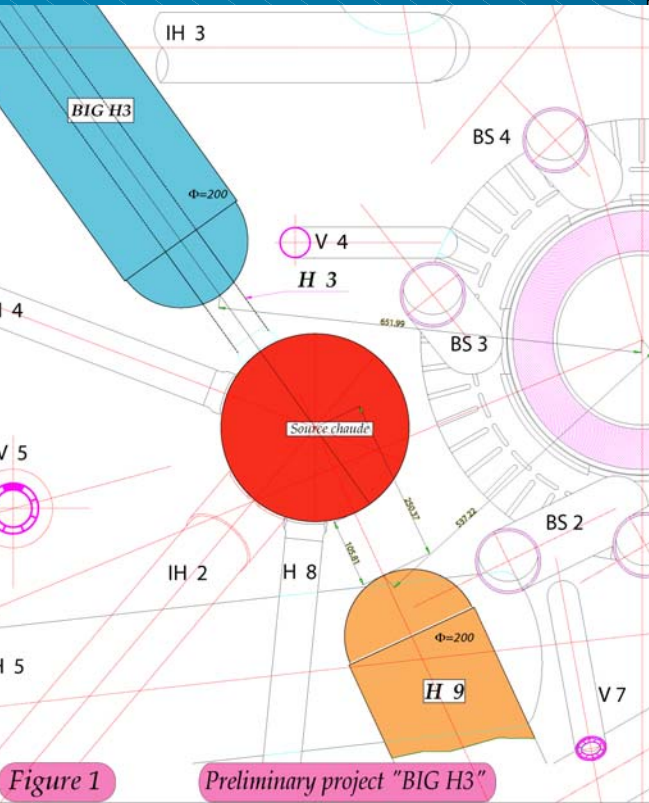 IH 3
BIG H3
BS 4
Φ=200
V 4
H 3
H 4
651.99
BS 3
Source chaude
V 5
250.37
537.22
BS 2
105.81
IH 2
H 8
Φ=200
H 5
H 9
V 7
Figure 1
Preliminary project "BIG H3"